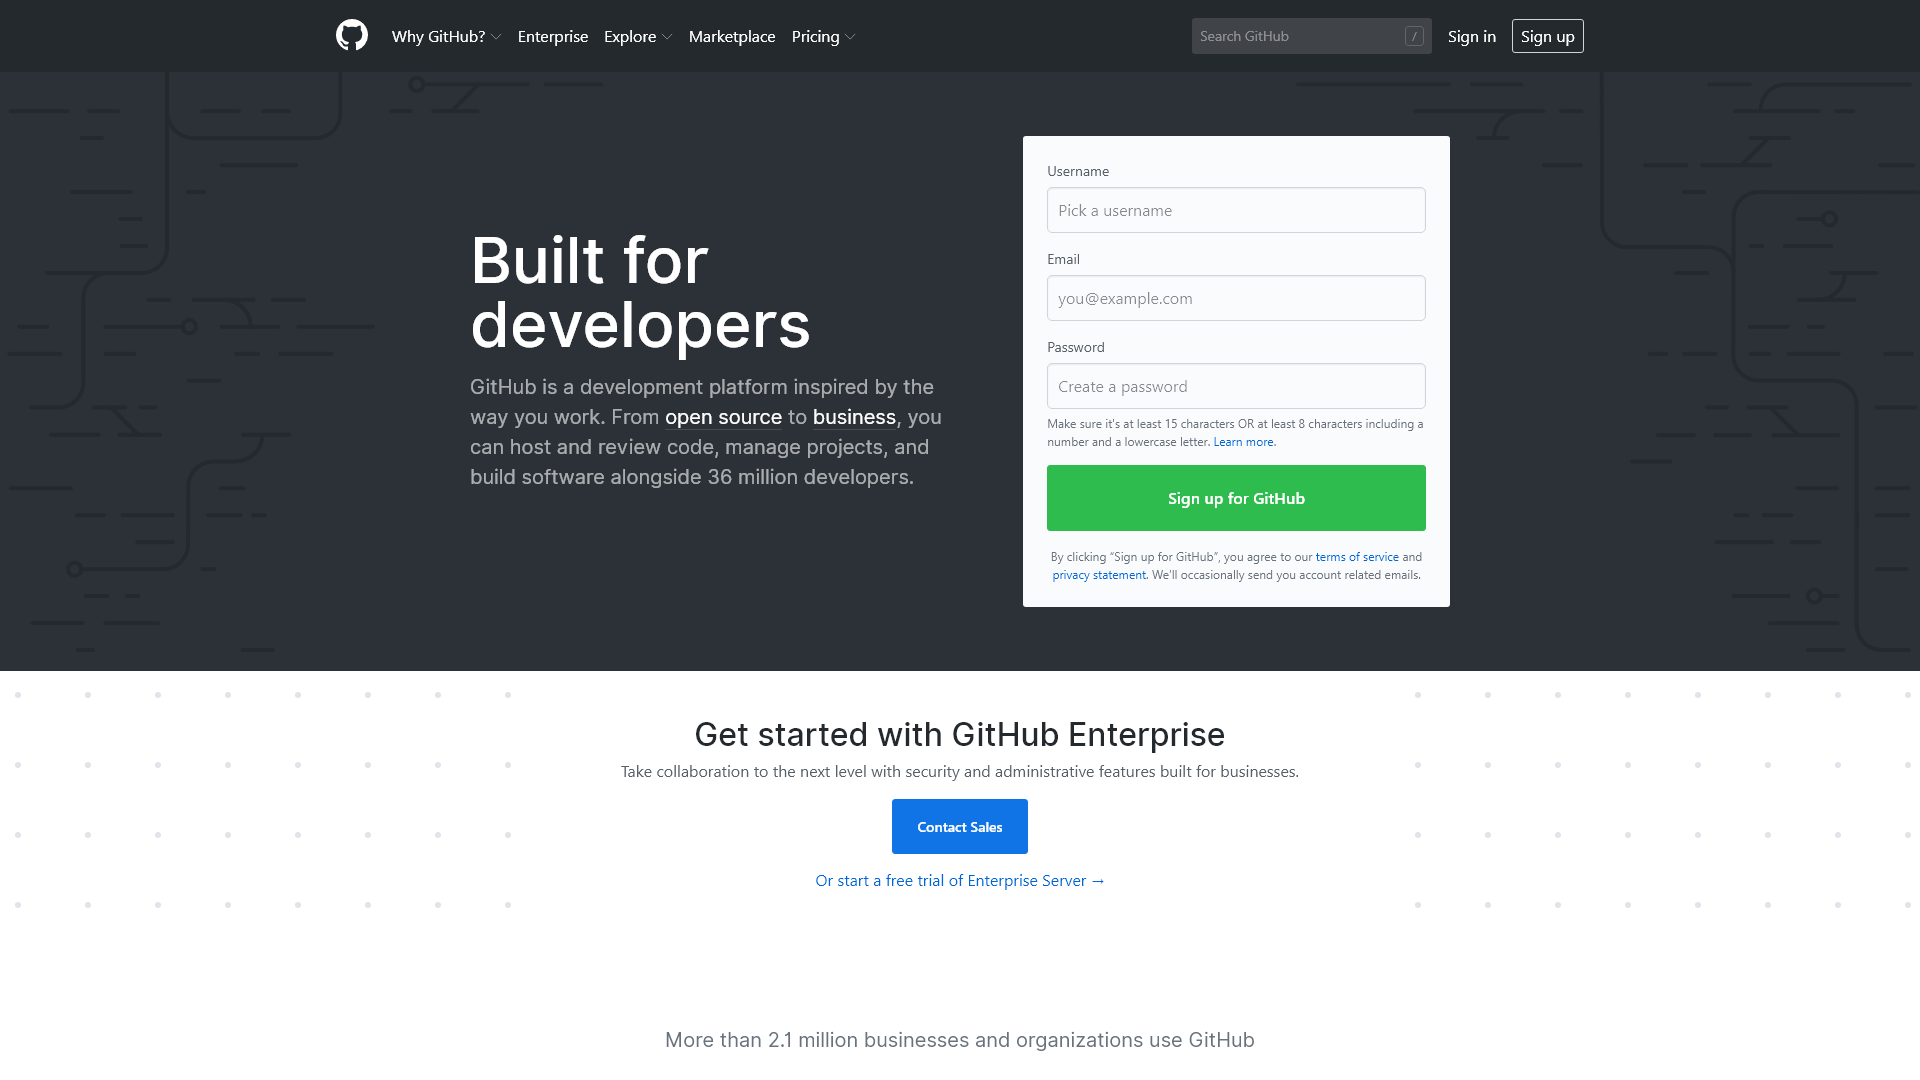 Why GitHub? Enterprise Explore Marketplace Pricing Search GitHub / Sign in Sign up
Built for
developers
GitHub is a development platform inspired by the
way you work. From open source to business, you
can host and review code, manage projects, and
build software alongside 36 million developers.
Username
Pick a username
Email
you@example.com
Password
Create a password
Make sure it's at least 15 characters OR at least 8 characters including a
number and a lowercase letter. Learn more.
Sign up for GitHub
By clicking “Sign up for GitHub”, you agree to our terms of service and
privacy statement. We’ll occasionally send you account related emails.
Get started with GitHub Enterprise
Take collaboration to the next level with security and administrative features built for businesses.
Contact Sales
Or start a free trial of Enterprise Server →
More than 2.1 million businesses and organizations use GitHub